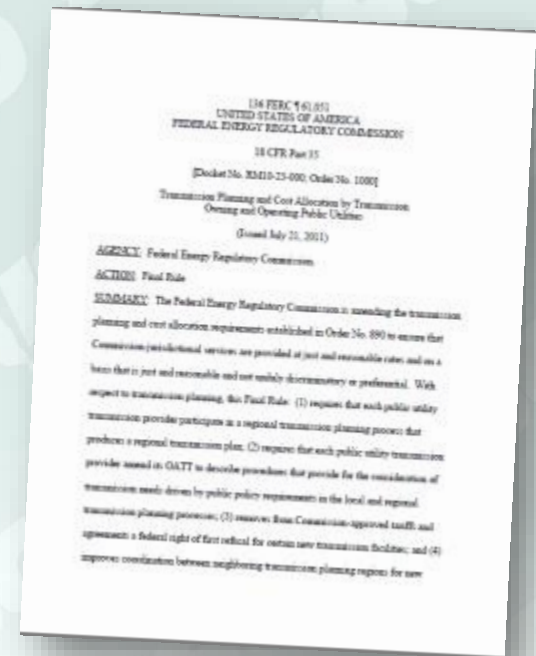 136 FERC ¶ 61,051
UNITED STATES OF AMERICA
FEDERAL ENERGY REGULATORY COMMISSION
18 CFR Part 35
[Docket No. RM10-23-000; Order No. 1000]
Transmission Planning and Cost Allocation by Transmission
Owning and Operating Public Utilities
(Issued July 21, 2011)
AGENCY: Federal Energy Regulatory Commission.
ACTION: Final Rule
SUMMARY: The Federal Energy Regulatory Commission is amending the transmission
planning and cost allocation requirements established in Order No. 890 to ensure that
Commission-jurisdictional services are provided at just and reasonable rates and on a
basis that is just and reasonable and not unduly discriminatory or preferential. With
respect to transmission planning, this Final Rule: (1) requires that each public utility
transmission provider participate in a regional transmission planning process that
produces a regional transmission plan; (2) requires that each public utility transmission
provider amend its OATT to describe procedures that provide for the consideration of
transmission needs driven by public policy requirements in the local and regional
transmission planning processes; (3) removes from Commission-approved tariffs and
agreements a federal right of first refusal for certain new transmission facilities; and (4)
improves coordination between neighboring transmission planning regions for new